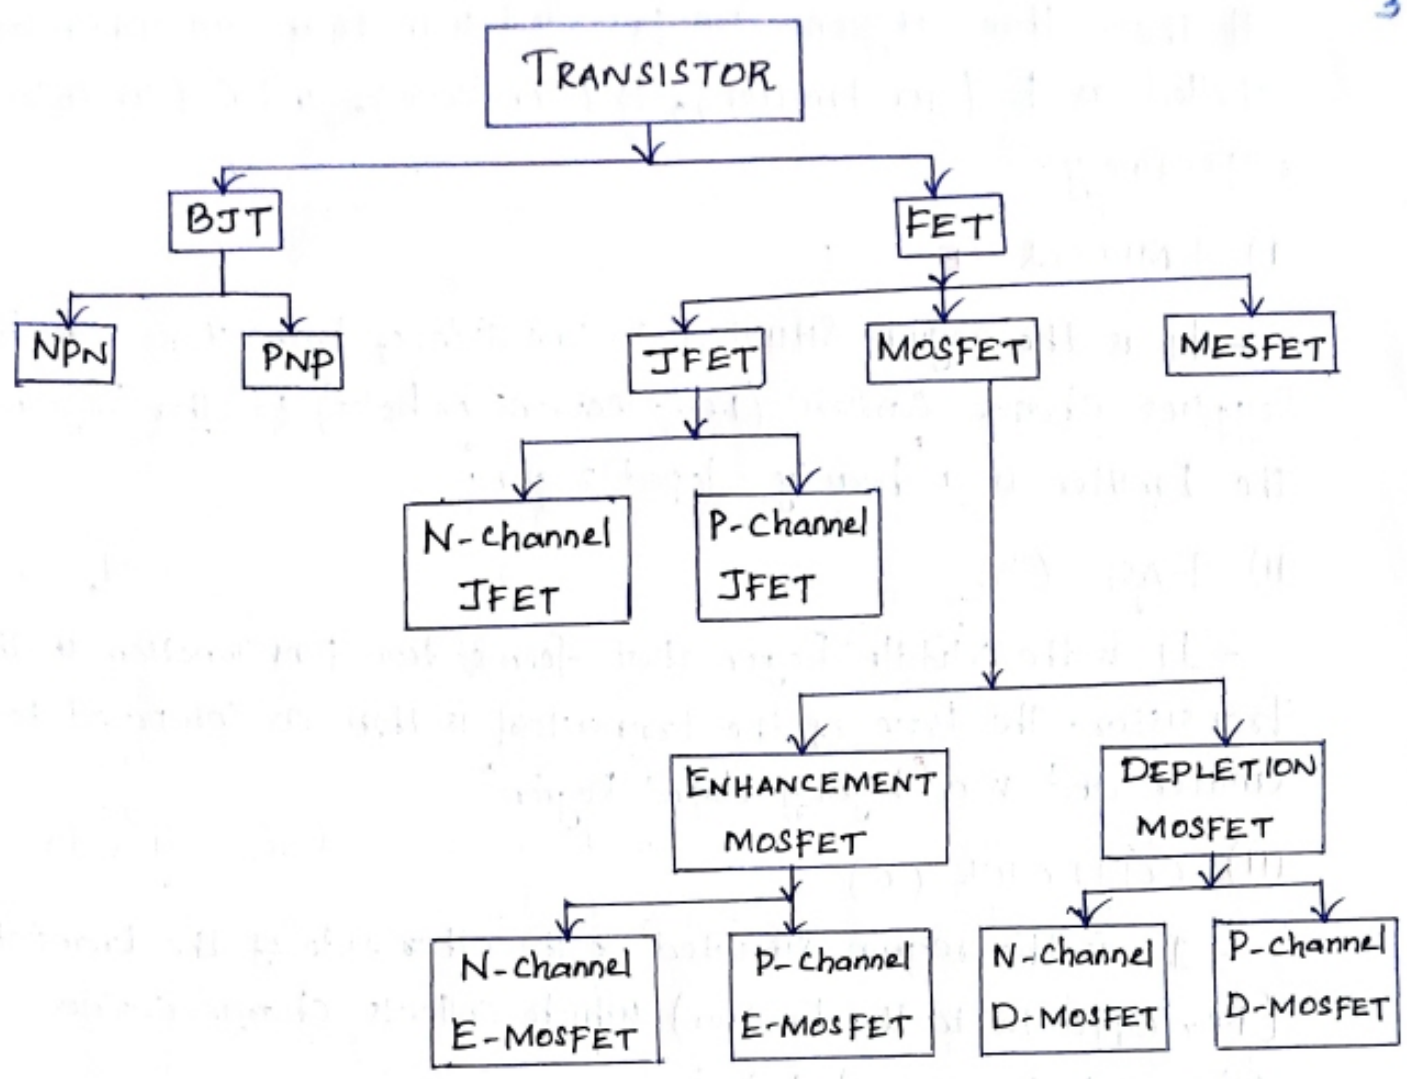 TRANSISTOR
BJT
FET
NPN
PNP
JFET
MOSFET
MESFET
N-Channel
JFET
P-Channel
JFET
ENHANCEMENT
MOSFET
DEPLETION
MOSFET
N-Channel
E-MOSFET
P-Channel
E-MOSFET
N-Channel
D-MOSFET
P-Channel
D-MOSFET